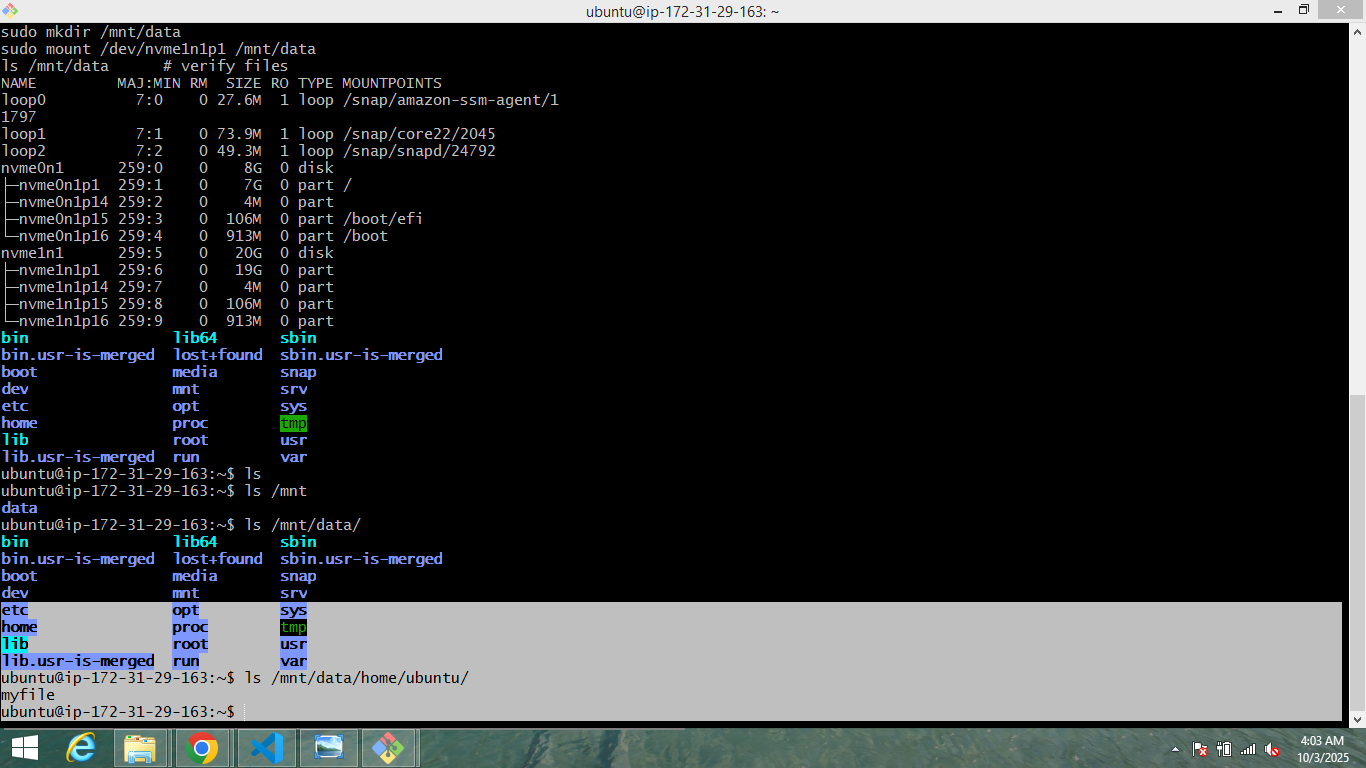 ubuntu@ip-172-31-29-163: ~
sudo mkdir /mnt/data
sudo mount /dev/nvme1n1p1 /mnt/data
ls /mnt/data      # verify files
NAME         MAJ:MIN RM   SIZE RO TYPE MOUNTPOINTS
loop0          7:0    0 27.6M  1 loop /snap/amazon-ssm-agent/1
1797
loop1          7:1    0 73.9M  1 loop /snap/core22/2045
loop2          7:2    0 49.3M  1 loop /snap/snapd/24792
nvme0n1      259:0    0    8G  0 disk
├─nvme0n1p1  259:1    0    7G  0 part /
├─nvme0n1p14 259:2    0    4M  0 part
├─nvme0n1p15 259:3    0  106M  0 part /boot/efi
└─nvme0n1p16 259:4    0  913M  0 part /boot
nvme1n1      259:5    0   20G  0 disk
├─nvme1n1p1  259:6    0   19G  0 part
├─nvme1n1p14 259:7    0    4M  0 part
├─nvme1n1p15 259:8    0  106M  0 part
└─nvme1n1p16 259:9    0  913M  0 part
bin                lib64       sbin
bin.usr-is-merged  lost+found  sbin.usr-is-merged
boot               media       snap
dev                mnt         srv
etc                opt         sys
home               proc        tmp
lib                root        usr
lib.usr-is-merged  run         var
ubuntu@ip-172-31-29-163:~$ ls
ubuntu@ip-172-31-29-163:~$ ls /mnt
data
ubuntu@ip-172-31-29-163:~$ ls /mnt/data/
bin                lib64       sbin
bin.usr-is-merged  lost+found  sbin.usr-is-merged
boot               media       snap
dev                mnt         srv
etc                opt         sys
home               proc        tmp
lib                root        usr
lib.usr-is-merged  run         var
ubuntu@ip-172-31-29-163:~$ ls /mnt/data/home/ubuntu/
myfile
ubuntu@ip-172-31-29-163:~$
4:03 AM
10/3/2025